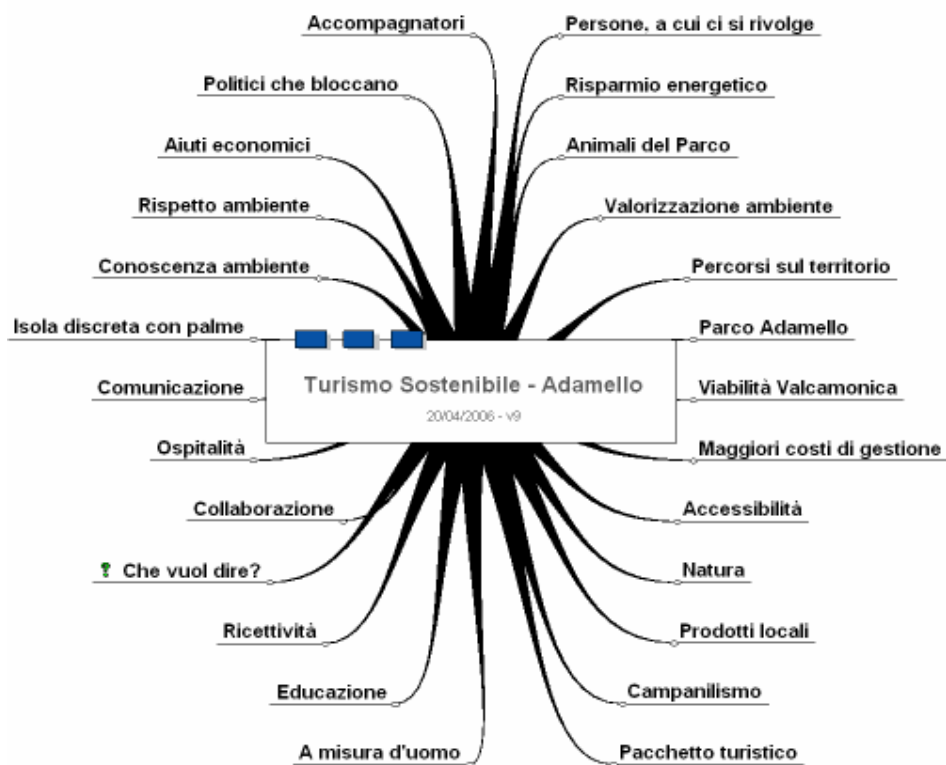 Accompagnatori
Persone, a cui ci si rivolge
Politici che bloccano
Risparmio energetico
Aiuti economici
Animali del Parco
Rispetto ambiente
Valorizzazione ambiente
Conoscenza ambiente
Percorsi sul territorio
Isola discreta con palme
Parco Adamello
Turismo Sostenibile - Adamello
20/04/2006 - v9
Comunicazione
Viabilità Valcamonica
Ospitalità
Maggiori costi di gestione
Collaborazione
Accessibilità
? Che vuol dire?
Natura
Ricettività
Prodotti locali
Educazione
Campanilismo
A misura d'uomo
Pacchetto turistico